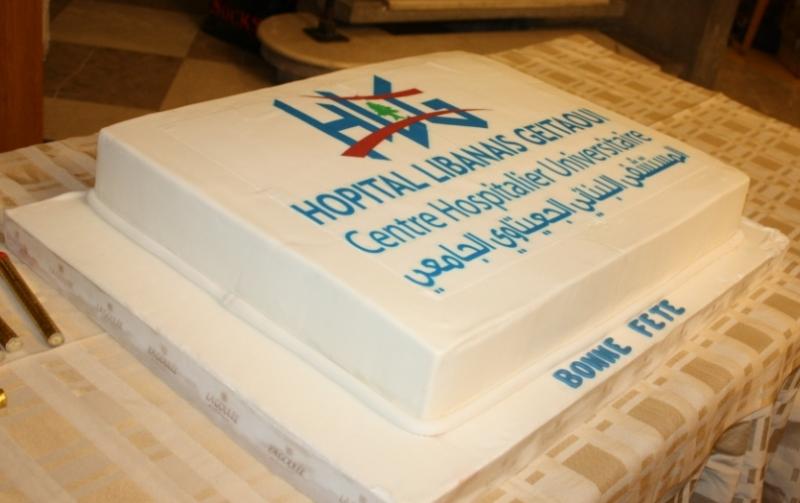 HLG
HOPITAL LIBANAIS GEITAOUI
Centre Hospitalier Universitaire
المستشفى اللبناني الجعيتاوي الجامعي
BONNE FETE